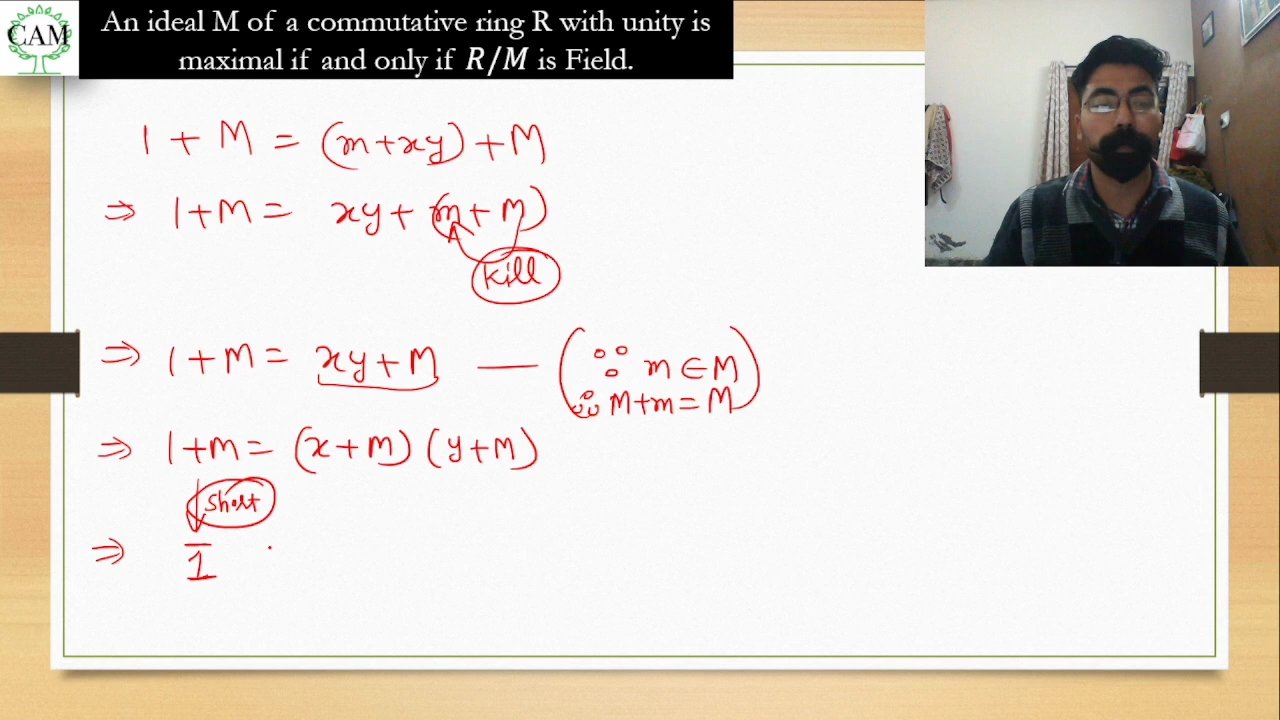 CAM
An ideal M of a commutative ring R with unity is
maximal if and only if R/M is Field.
1 + M = (m+xy) + M
⇒ 1+M = xy + (m + M)
Kill
⇒ 1+M = xy+M — (∵ m ∈ M
∴ M+m = M)
⇒ 1+M = (x+M) (y+M)
Short
⇒ 1̅